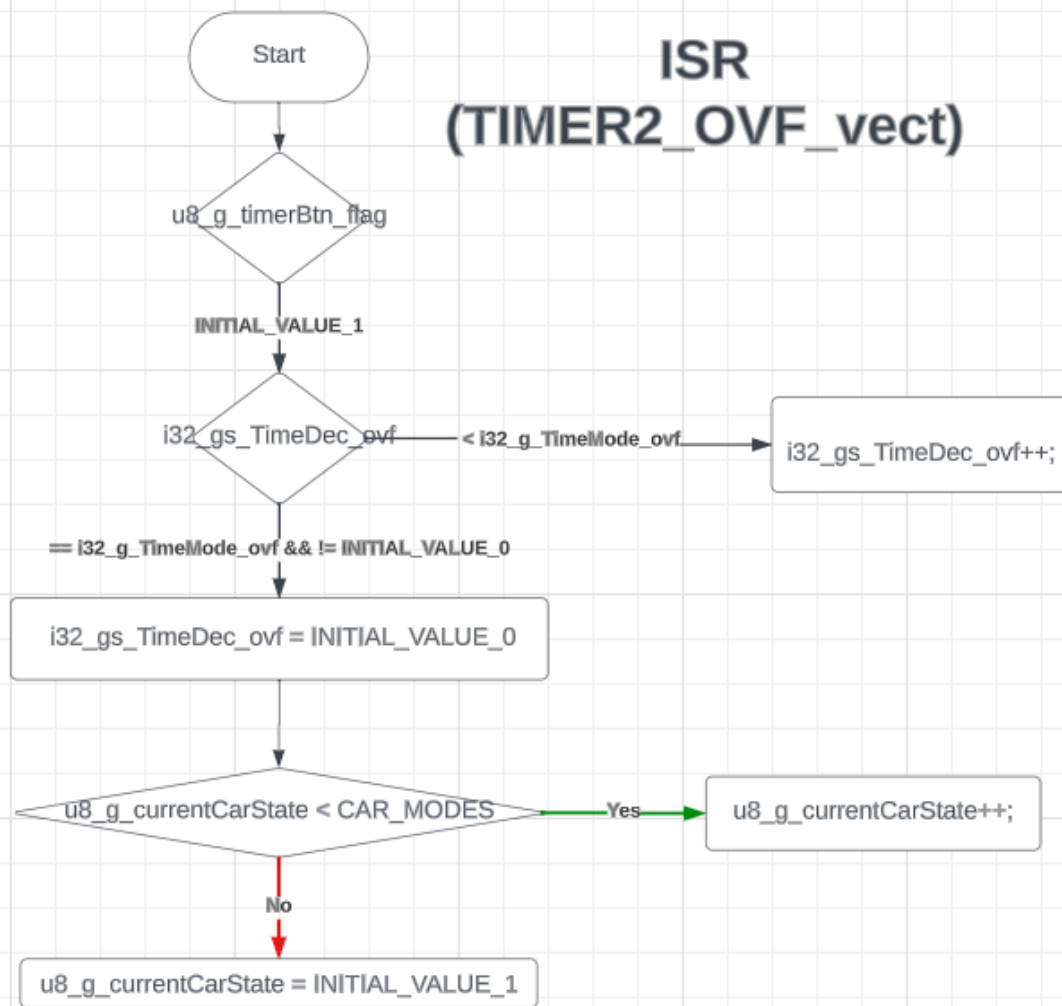 Start
ISR
(TIMER2_OVF_vect)
u8_g_timerBtn_flag
INITIAL_VALUE_1
i32_gs_TimeDec_ovf
< i32_g_TimeMode_ovf
i32_gs_TimeDec_ovf++;
== i32_g_TimeMode_ovf && != INITIAL_VALUE_0
i32_gs_TimeDec_ovf = INITIAL_VALUE_0
u8_g_currentCarState < CAR_MODES
Yes
u8_g_currentCarState++;
No
u8_g_currentCarState = INITIAL_VALUE_1